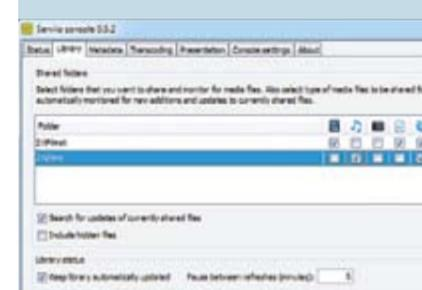 Serviio console 0.5.2
Status Library Metadata Transcoding Presentation Console settings About
Shared folders
Select folders that you want to share and monitor for media files. Also select type of media files to be shared
automatically monitored for new additions and updates to currently shared files.
Folder
Search for updates of currently shared files
Include hidden files
Library status
Keep library automatically updated Pause between refreshes (minutes): 5